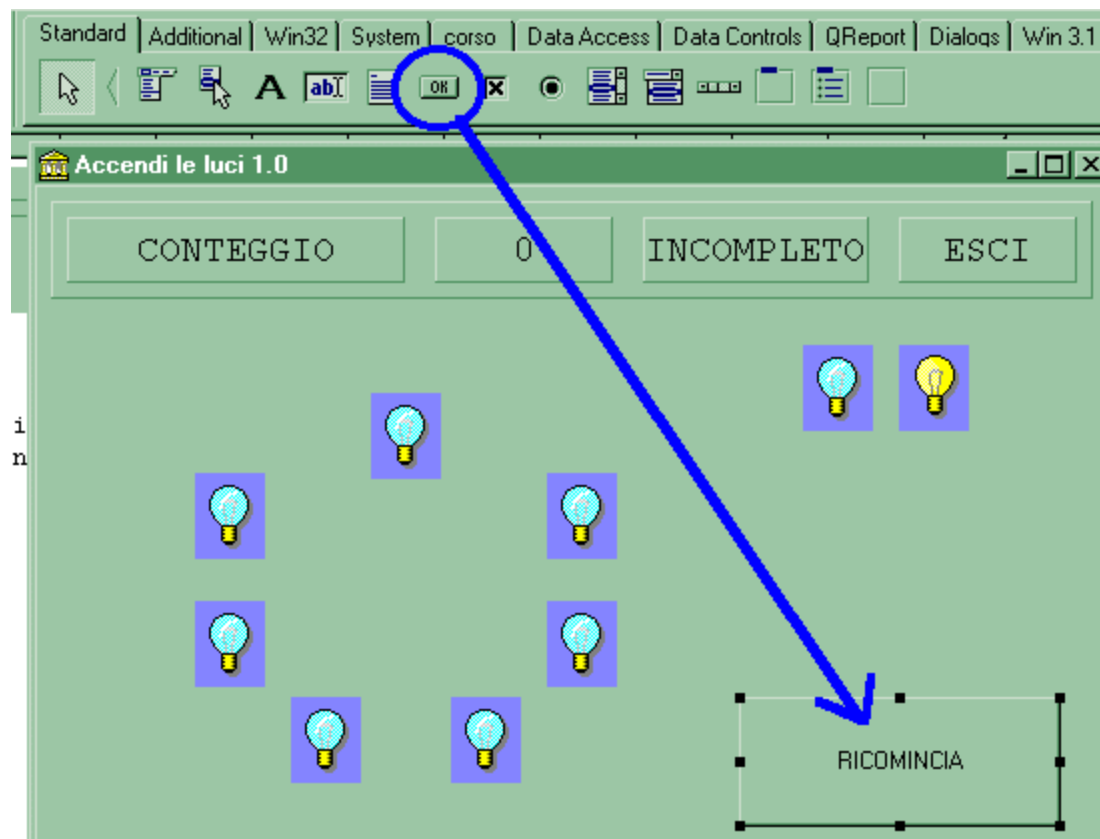 Standard Additional Win32 System corso Data Access Data Controls QReport Dialogs Win 3.1
A abI OK
Accendi le luci 1.0
CONTEGGIO 0 INCOMPLETO ESCI
i
n
RICOMINCIA